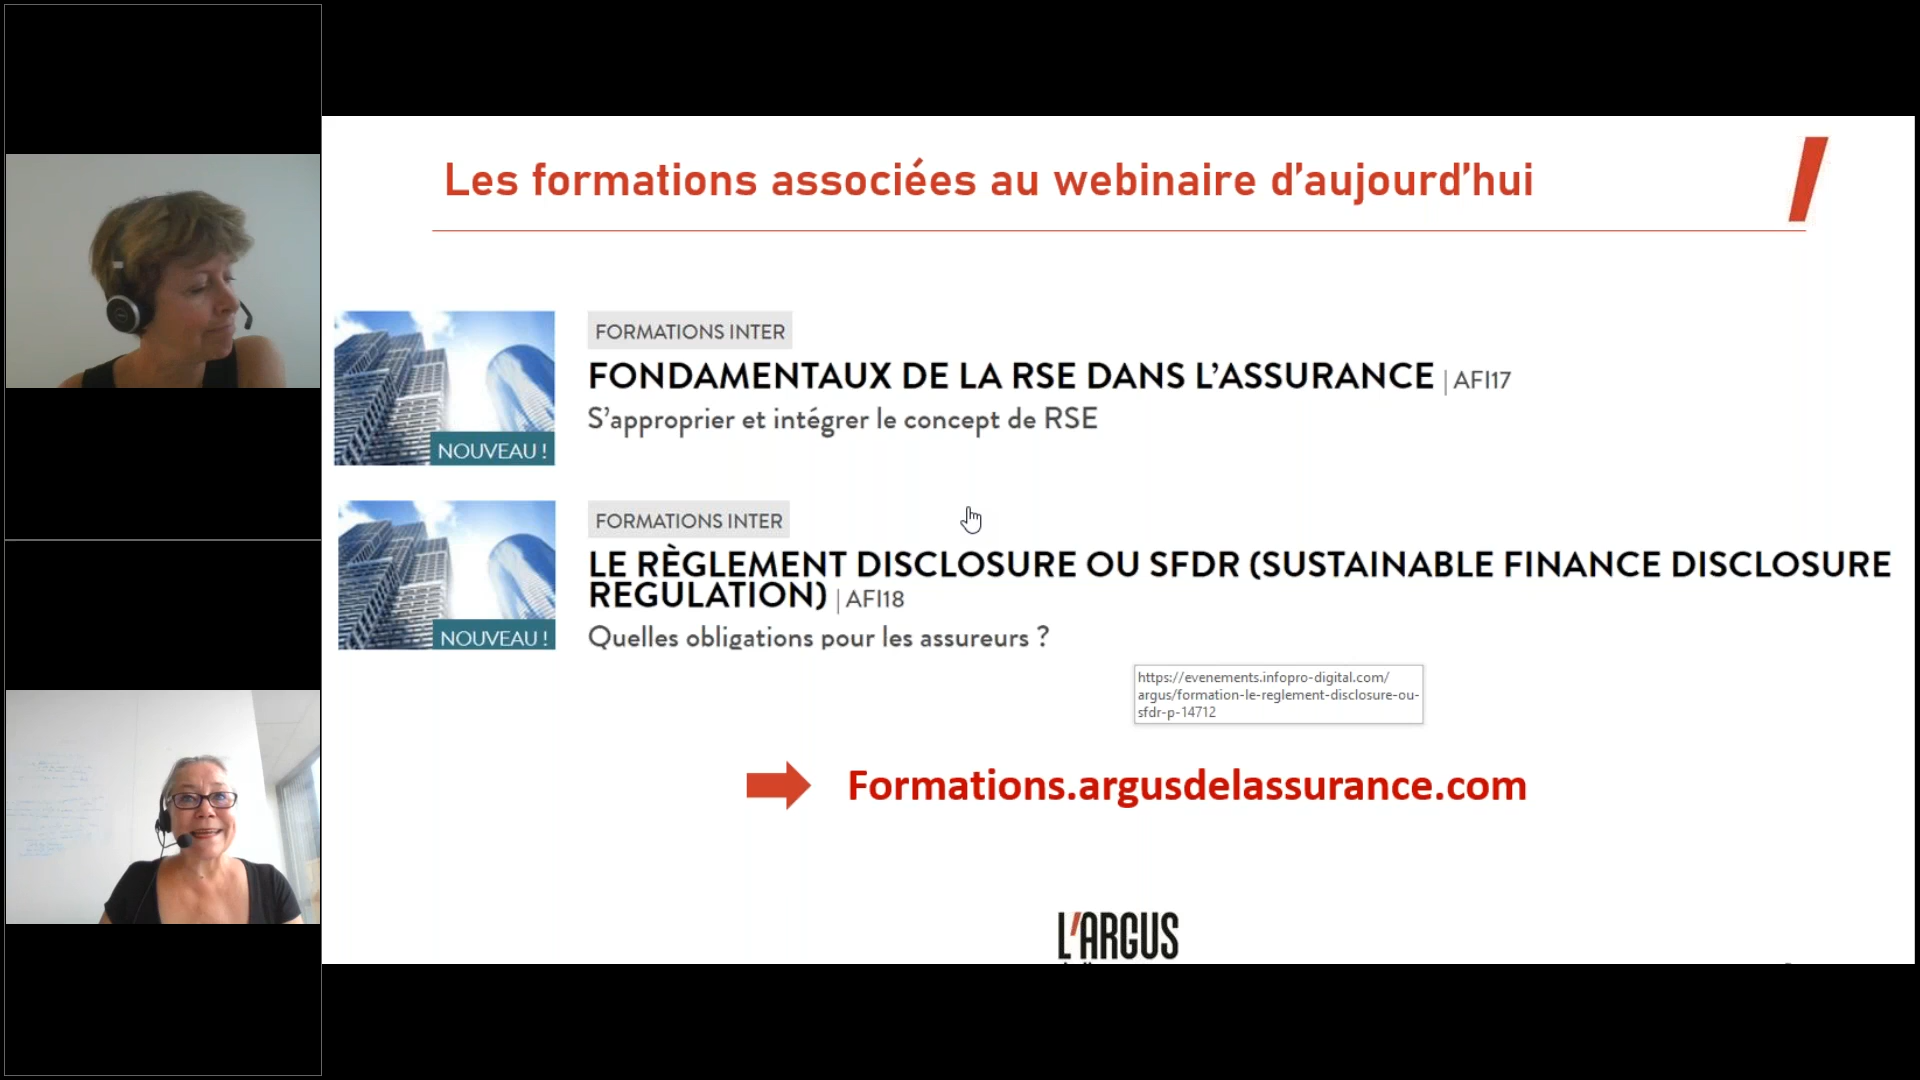 Les formations associées au webinaire d'aujourd'hui
FORMATIONS INTER
FONDAMENTAUX DE LA RSE DANS L'ASSURANCE | AFI17
S'approprier et intégrer le concept de RSE
NOUVEAU !
FORMATIONS INTER
LE RÈGLEMENT DISCLOSURE OU SFDR (SUSTAINABLE FINANCE DISCLOSURE
REGULATION) | AFI18
Quelles obligations pour les assureurs ?
NOUVEAU !
https://evenements.infopro-digital.com/
argus/formation-le-reglement-disclosure-ou-
sfdr-p-14712
Formations.argusdelassurance.com
L'ARGUS